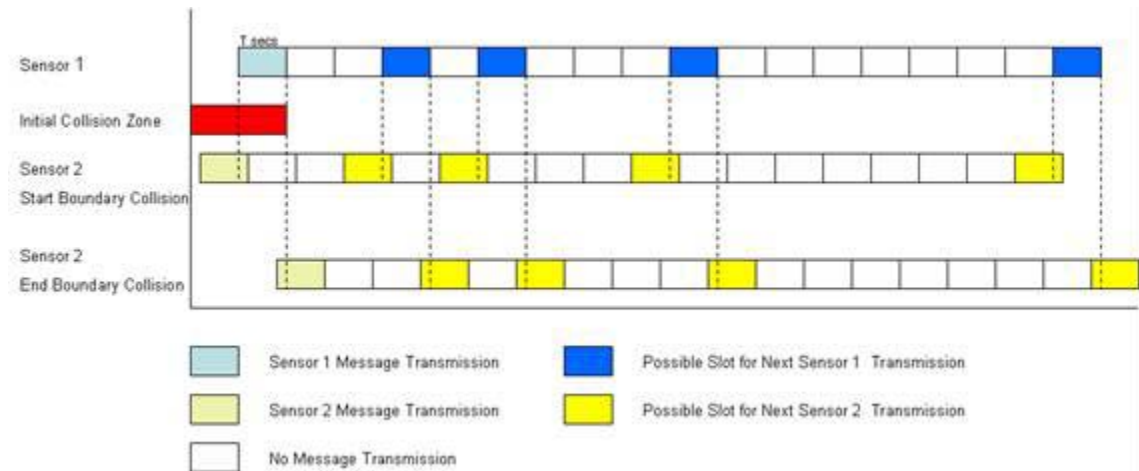 T secs
Sensor 1
Initial Collision Zone
Sensor 2
Start Boundary Collision
Sensor 2
End Boundary Collision
Sensor 1 Message Transmission
Possible Slot for Next Sensor 1 Transmission
Sensor 2 Message Transmission
Possible Slot for Next Sensor 2 Transmission
No Message Transmission